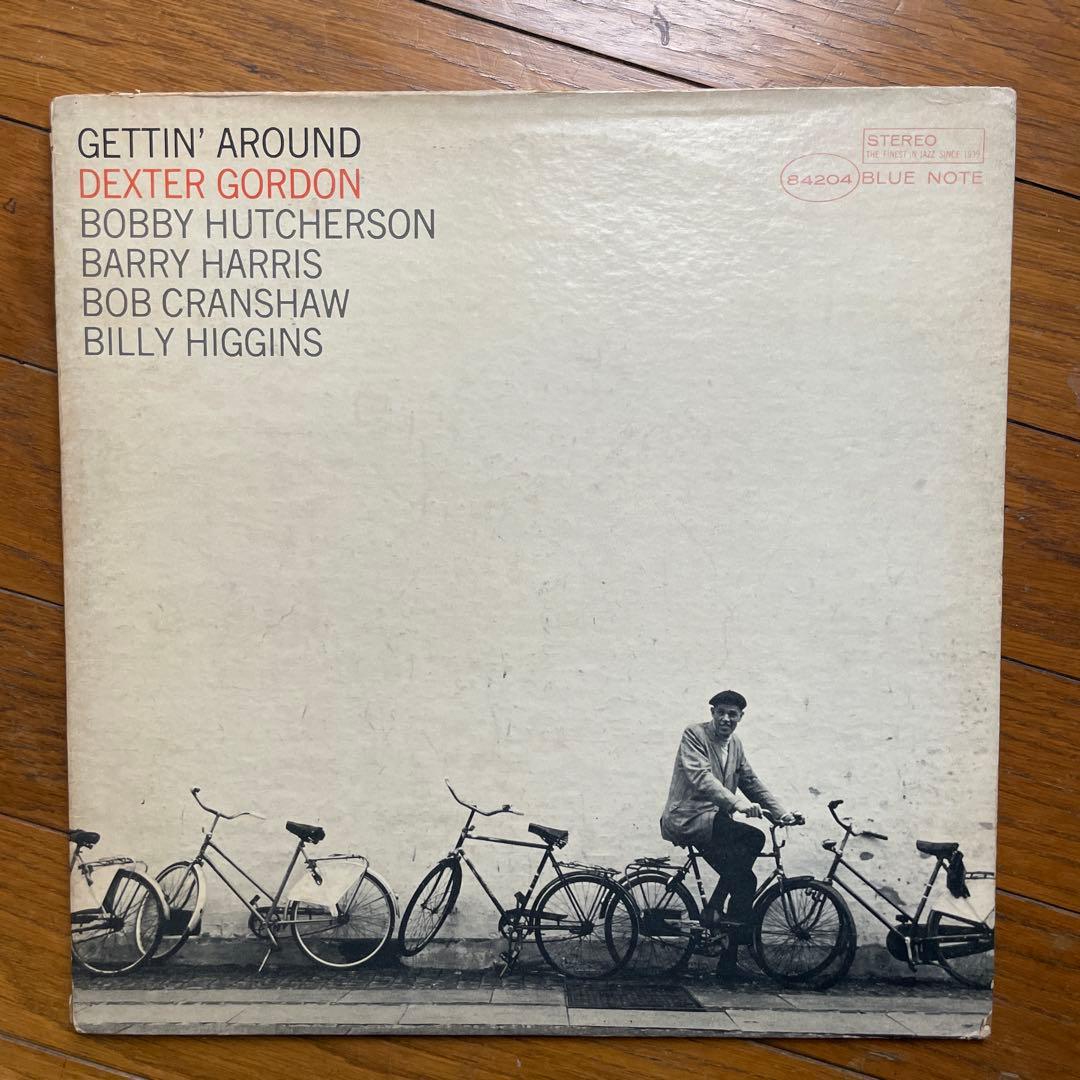 GETTIN' AROUND
DEXTER GORDON
BOBBY HUTCHERSON
BARRY HARRIS
BOB CRANSHAW
BILLY HIGGINS
STEREO
THE FINEST IN JAZZ SINCE 1939
84204 BLUE NOTE